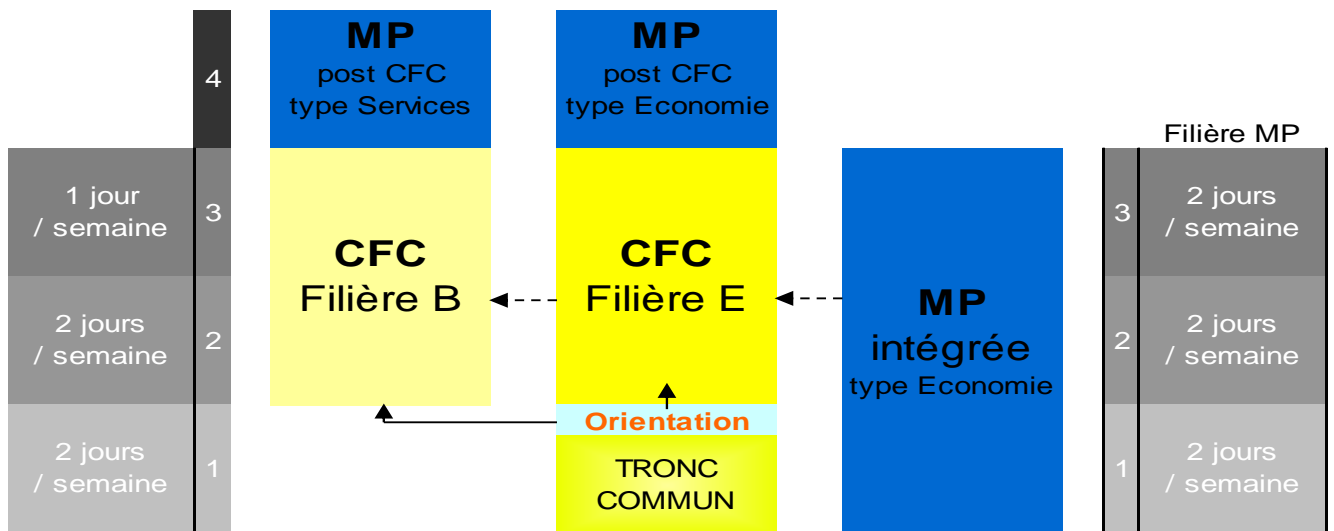 4
1 jour
/ semaine
3
2 jours
/ semaine
2
2 jours
/ semaine
1
MP
post CFC
type Services
CFC
Filière B
MP
post CFC
type Economie
CFC
Filière E
Orientation
TRONC
COMMUN
MP
intégrée
type Economie
Filière MP
3
2 jours
/ semaine
2
2 jours
/ semaine
1
2 jours
/ semaine